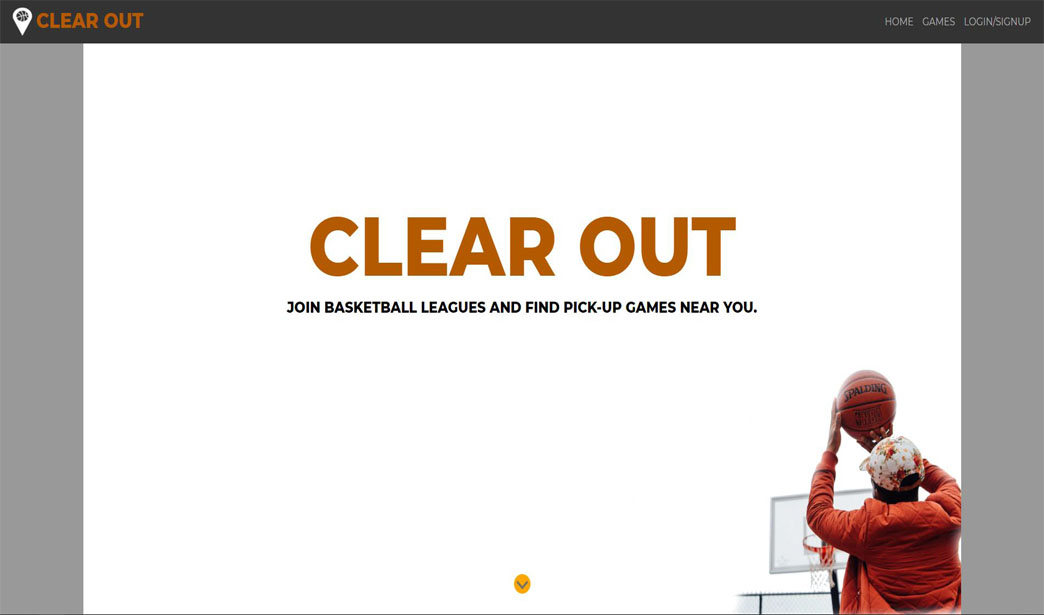 CLEAR OUT
HOME GAMES LOGIN/SIGNUP
CLEAR OUT
JOIN BASKETBALL LEAGUES AND FIND PICK-UP GAMES NEAR YOU.
SPALDING